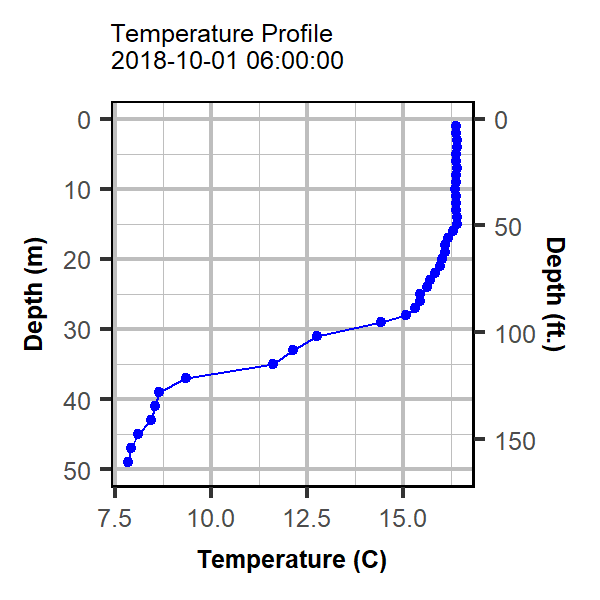 Temperature Profile
2018-10-01 06:00:00
0
10
20
30
40
50
Depth (m)
0
50
100
150
Depth (ft.)
7.5 10.0 12.5 15.0
Temperature (C)